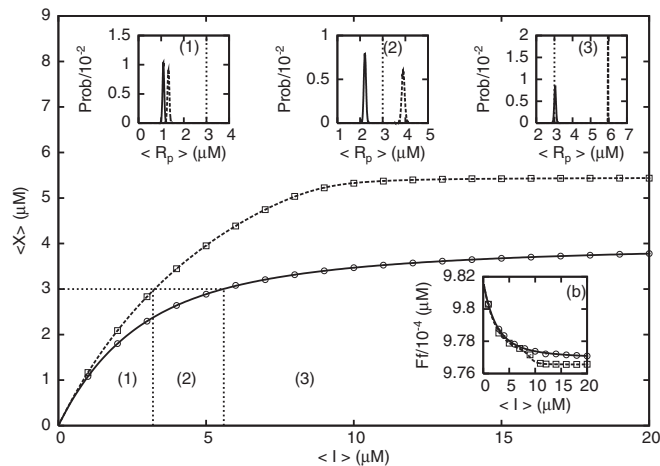 9
8
7
6
5
4
3
2
1
0
<X> (μM)
0 5 10 15 20
< I > (μM)
(1) (2) (3)
(1)
1.5
1
0.5
0
Prob/10⁻²
0 1 2 3 4
< Rₚ > (μM)
(2)
1
0.5
0
Prob/10⁻²
1 2 3 4 5
< Rₚ > (μM)
(3)
2
1.5
1
0.5
0
Prob/10⁻²
2 3 4 5 6 7
< Rₚ > (μM)
(b)
9.82
9.8
9.78
9.76
Ff/10⁻⁴ (μM)
0 5 10 15 20
< I > (μM)